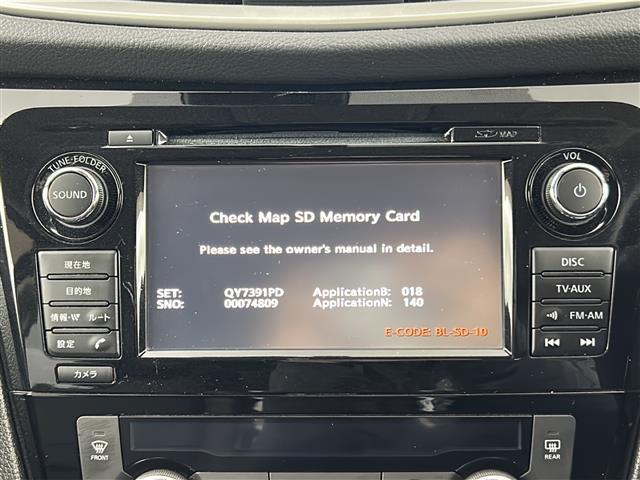 SD MAP
TUNE·FOLDER
SOUND
VOL
Check Map SD Memory Card
Please see the owner's manual in detail.
SET: QY7391PD ApplicationB: 018
SNO: 00074809 ApplicationN: 140
E-CODE: BL-SD-10
現在地
目的地
情報・VI ルート
設定
カメラ
DISC
TV·AUX
FM·AM
FRONT
REAR